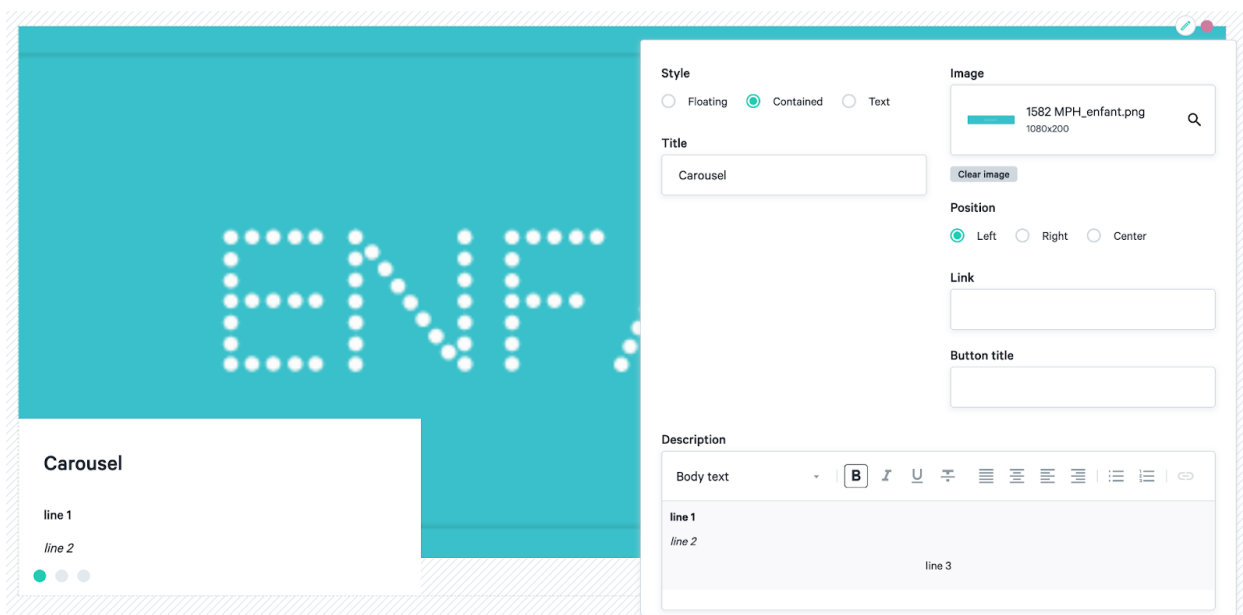 ENFA
Carousel
line 1
line 2
Style
Floating
Contained
Text
Title
Carousel
Image
1582 MPH_enfant.png
1080x200
Clear image
Position
Left
Right
Center
Link
Button title
Description
Body text
B I U
line 1
line 2
line 3